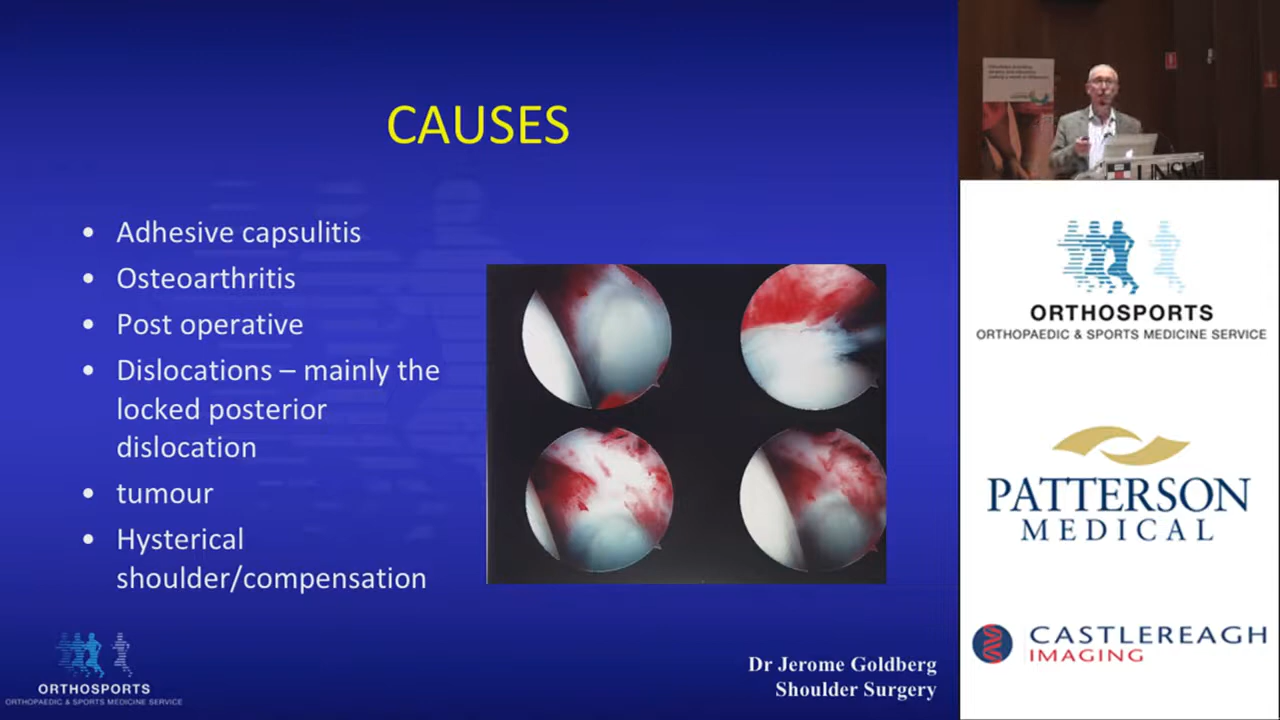 CAUSES
• Adhesive capsulitis
• Osteoarthritis
• Post operative
• Dislocations – mainly the
locked posterior
dislocation
• tumour
• Hysterical
shoulder/compensation
ORTHOSPORTS
ORTHOPAEDIC & SPORTS MEDICINE SERVICE
Dr Jerome Goldberg
Shoulder Surgery
UNSW
ORTHOSPORTS
ORTHOPAEDIC & SPORTS MEDICINE SERVICE
PATTERSON
MEDICAL
CASTLEREAGH
IMAGING